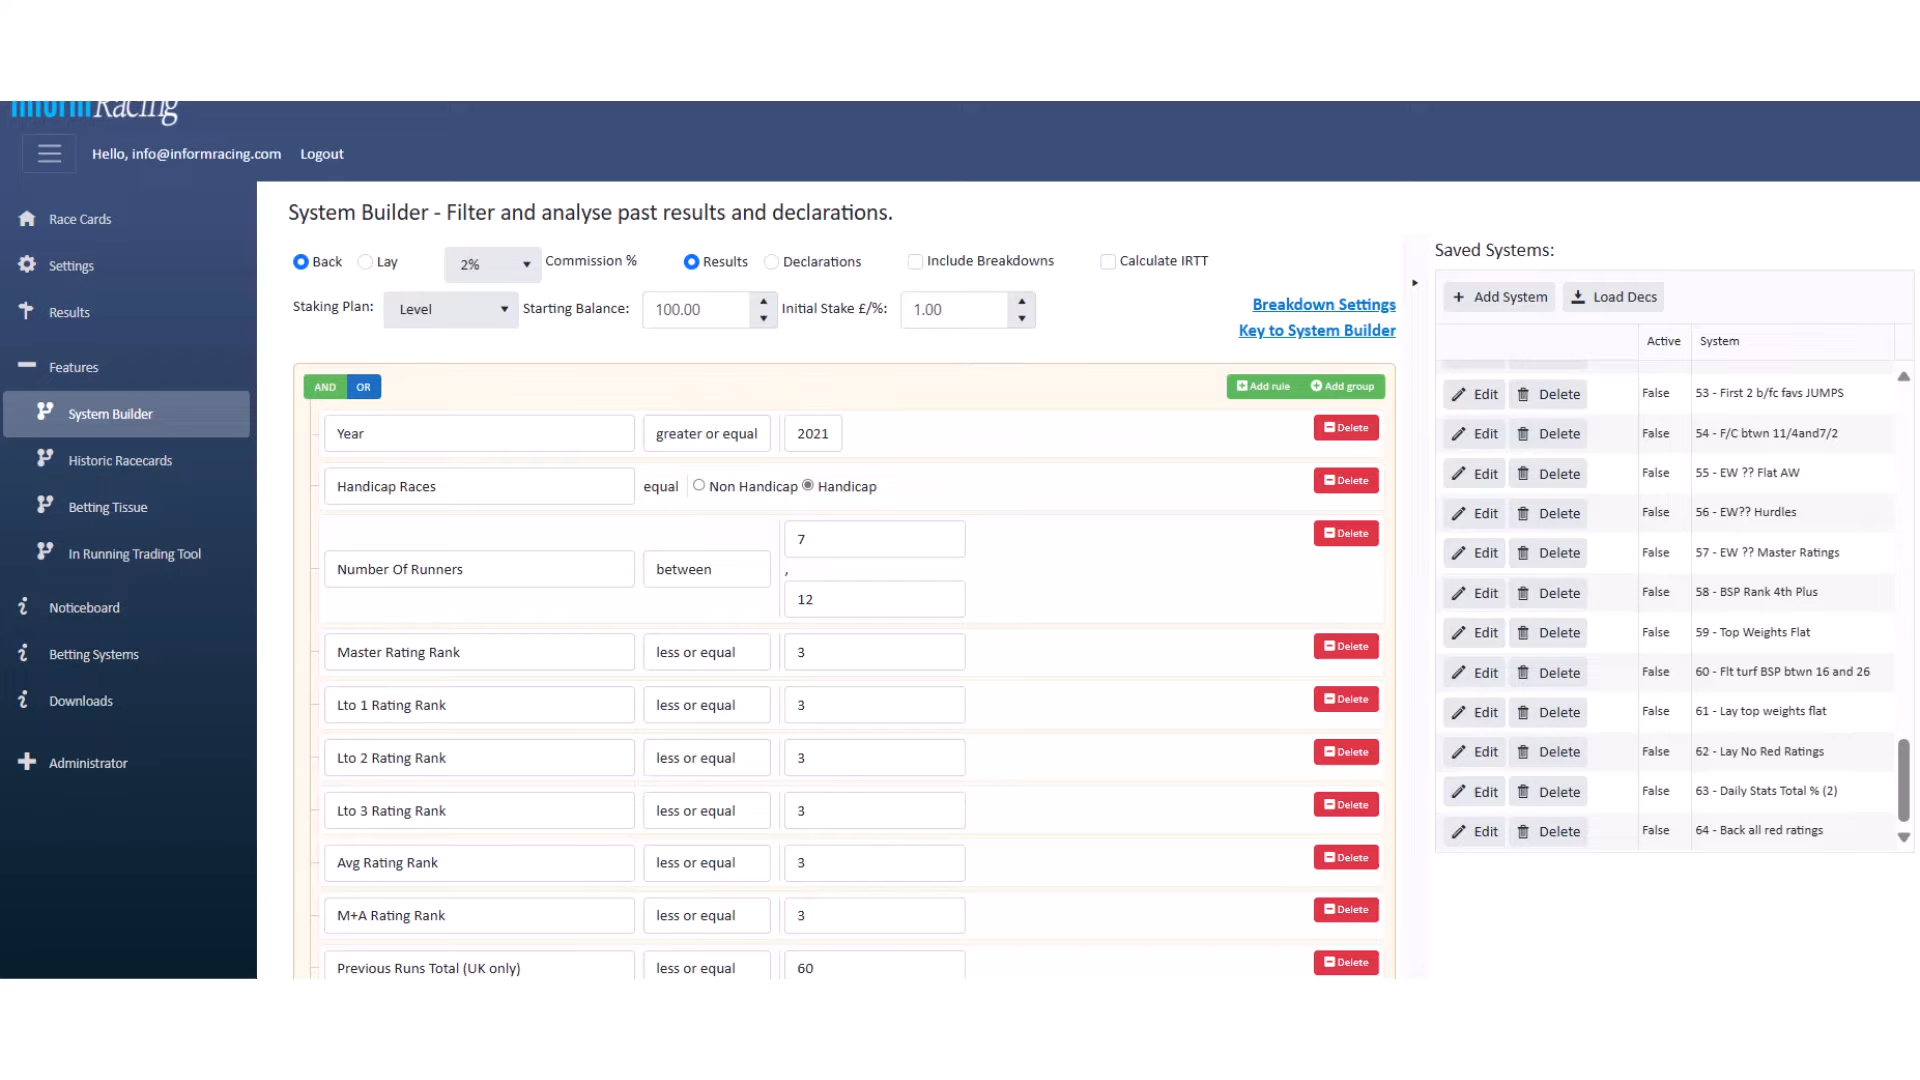 InformRacing
Hello, info@informracing.com Logout
Race Cards
Settings
Results
Features
System Builder
Historic Racecards
Betting Tissue
In Running Trading Tool
Noticeboard
Betting Systems
Downloads
Administrator
System Builder - Filter and analyse past results and declarations.
Back Lay 2% Commission % Results Declarations Include Breakdowns Calculate IRTT
Staking Plan: Level Starting Balance: 100.00 Initial Stake £/%: 1.00
Breakdown Settings
Key to System Builder
AND OR Add rule Add group
Year greater or equal 2021 Delete
Handicap Races equal Non Handicap Handicap Delete
Number Of Runners between 7 , 12 Delete
Master Rating Rank less or equal 3 Delete
Lto 1 Rating Rank less or equal 3 Delete
Lto 2 Rating Rank less or equal 3 Delete
Lto 3 Rating Rank less or equal 3 Delete
Avg Rating Rank less or equal 3 Delete
M+A Rating Rank less or equal 3 Delete
Previous Runs Total (UK only) less or equal 60 Delete
Saved Systems:
Add System Load Decs
Active System
Edit Delete False 53 - First 2 b/fc favs JUMPS
Edit Delete False 54 - F/C btwn 11/4and7/2
Edit Delete False 55 - EW ?? Flat AW
Edit Delete False 56 - EW?? Hurdles
Edit Delete False 57 - EW ?? Master Ratings
Edit Delete False 58 - BSP Rank 4th Plus
Edit Delete False 59 - Top Weights Flat
Edit Delete False 60 - Flt turf BSP btwn 16 and 26
Edit Delete False 61 - Lay top weights flat
Edit Delete False 62 - Lay No Red Ratings
Edit Delete False 63 - Daily Stats Total % (2)
Edit Delete False 64 - Back all red ratings